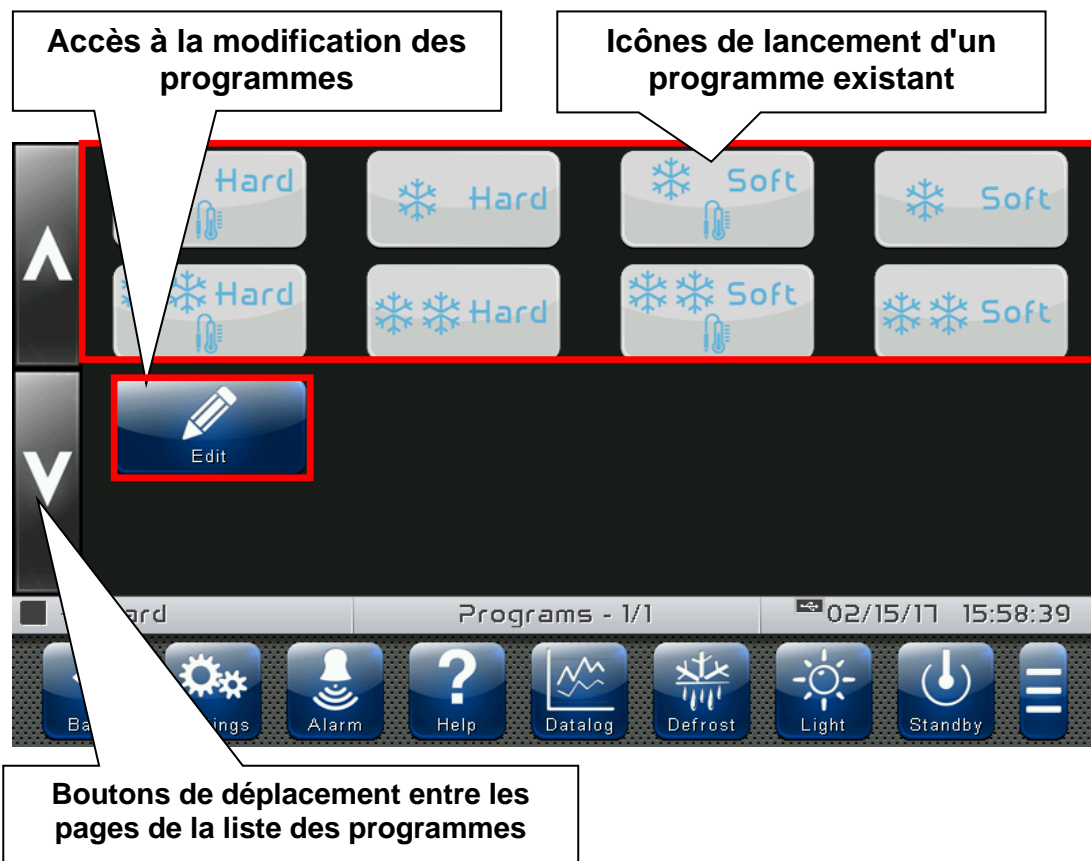 Accès à la modification des
programmes
Icônes de lancement d'un
programme existant
Hard
Hard
Soft
Soft
Hard
Hard
Soft
Soft
Edit
Programs - 1/1
02/15/17 15:58:39
Alarm
Help
Datalog
Defrost
Light
Standby
Boutons de déplacement entre les
pages de la liste des programmes